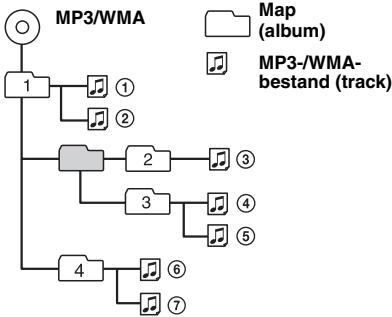 MP3/WMA
Map
(album)
MP3-/WMA-
bestand (track)
1
①
②
2
③
3
④
⑤
4
⑥
⑦